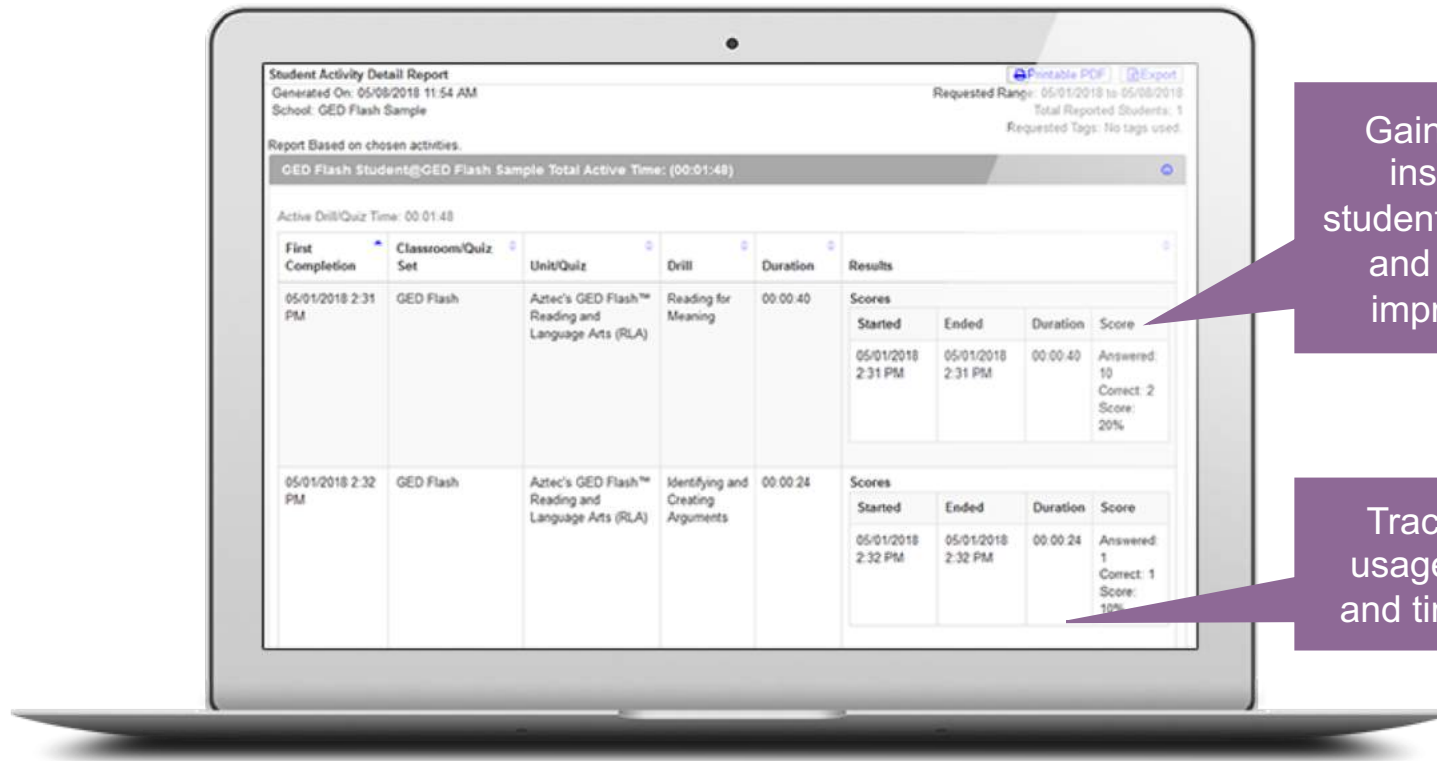 Student Activity Detail Report
Printable PDF Export
Generated On: 05/08/2018 11:54 AM
Requested Range: 05/01/2018 to 05/08/2018
School: GED Flash Sample
Total Reported Students: 1
Requested Tags: No tags used.
Report Based on chosen activities.
GED Flash Student@GED Flash Sample Total Active Time: (00:01:48)
Active Drill/Quiz Time: 00:01:48
First Completion
Classroom/Quiz Set
Unit/Quiz
Drill
Duration
Results
05/01/2018 2:31
PM
GED Flash
Aztec's GED Flash™
Reading and
Language Arts (RLA)
Reading for
Meaning
00:00:40
Scores
Started Ended Duration Score
05/01/2018
2:31 PM
05/01/2018
2:31 PM
00:00:40
Answered:
10
Correct: 2
Score:
20%
05/01/2018 2:32
PM
GED Flash
Aztec's GED Flash™
Reading and
Language Arts (RLA)
Identifying and
Creating
Arguments
00:00:24
Scores
Started Ended Duration Score
05/01/2018
2:32 PM
05/01/2018
2:32 PM
00:00:24
Answered:
1
Correct: 1
Score:
10%
Gain
ins
student
and
impr
Trac
usage
and tir